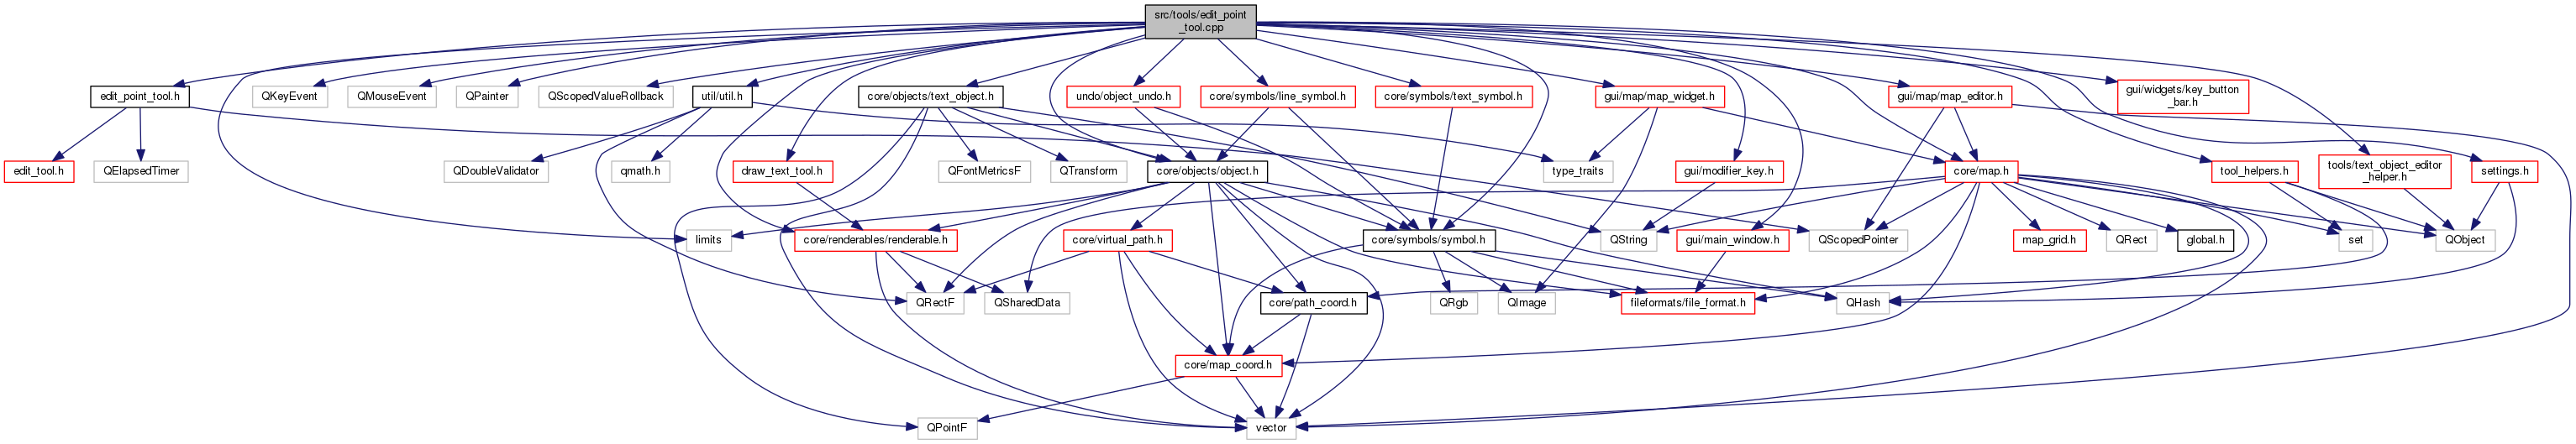 src/tools/edit_point
_tool.cpp
edit_point_tool.h
QKeyEvent
QMouseEvent
QPainter
QScopedValueRollback
util/util.h
core/objects/text_object.h
undo/object_undo.h
core/symbols/line_symbol.h
core/symbols/text_symbol.h
gui/map/map_widget.h
gui/map/map_editor.h
gui/widgets/key_button
_bar.h
edit_tool.h
QElapsedTimer
QDoubleValidator
qmath.h
draw_text_tool.h
QFontMetricsF
QTransform
core/objects/object.h
type_traits
gui/modifier_key.h
core/map.h
tool_helpers.h
tools/text_object_editor
_helper.h
settings.h
limits
core/renderables/renderable.h
core/virtual_path.h
core/symbols/symbol.h
QString
gui/main_window.h
QScopedPointer
map_grid.h
QRect
global.h
set
QObject
QRectF
QSharedData
core/path_coord.h
QRgb
QImage
fileformats/file_format.h
QHash
core/map_coord.h
QPointF
vector